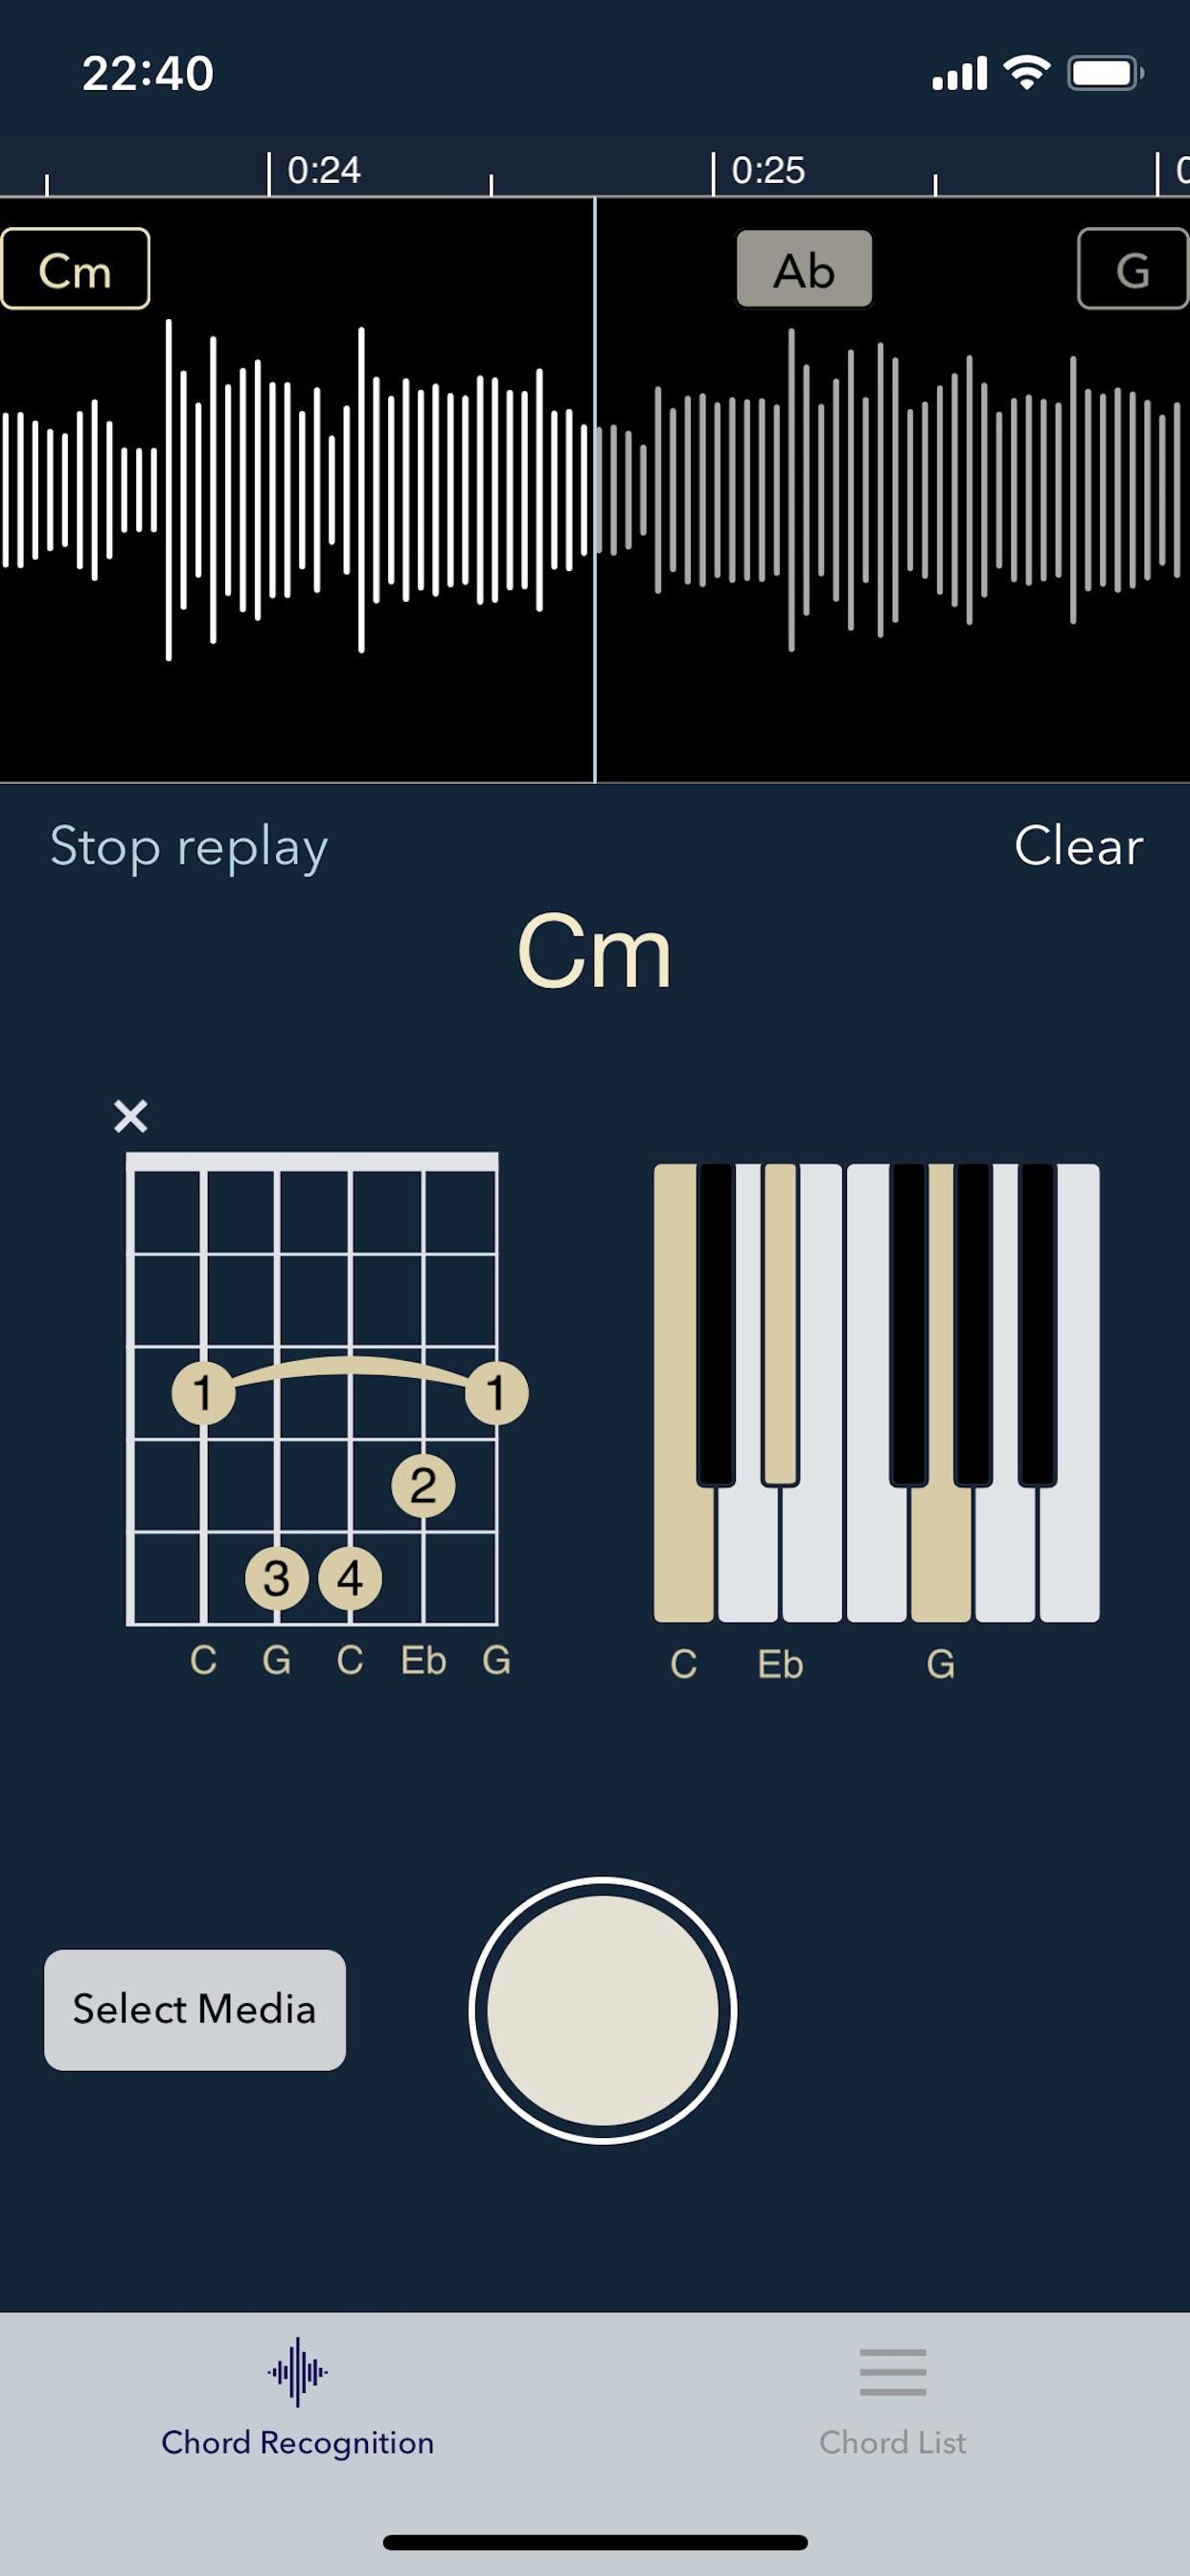 22:40
0:24 0:25 0
Cm Ab G
Stop replay Clear
Cm
×
1 1
2
3 4
C G C Eb G
C Eb G
Select Media
Chord Recognition Chord List